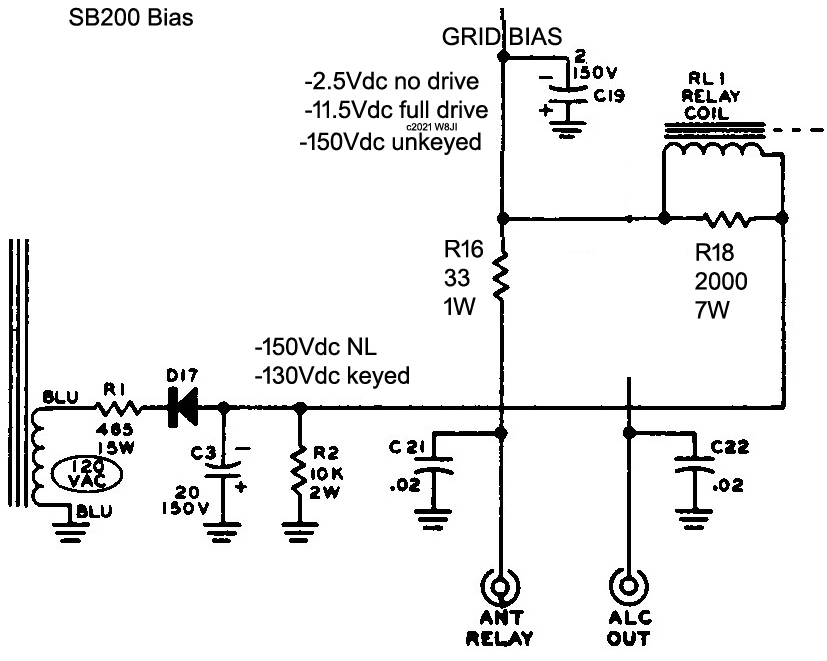 SB200 Bias
GRID BIAS
2
150V
C19
-
+
-2.5Vdc no drive
-11.5Vdc full drive
c2021 W8JI
-150Vdc unkeyed
RL1
RELAY
COIL
R16
33
1W
R18
2000
7W
-150Vdc NL
-130Vdc keyed
BLU
R1
465
15W
D17
120
VAC
BLU
C3
-
+
20
150V
R2
10K
2W
C21
.02
C22
.02
ANT
RELAY
ALC
OUT